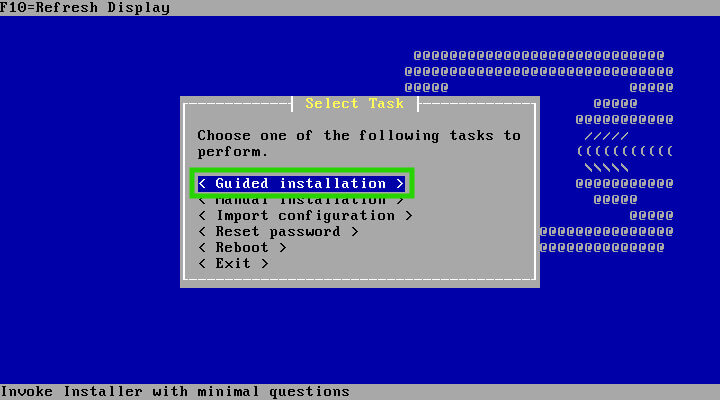 F10=Refresh Display
Select Task
Choose one of the following tasks to
perform.
< Guided installation >
< Manual installation >
< Import configuration >
< Reset password >
< Reboot >
< Exit >
@@@@@@@@@@@@@@@@@@@@@@@@@@@@
@@@@@@@@@@@@@@@@@@@@@@@@@@@@@@
@@@@@ @@@@@
@@@@@
@@@@@@@@@@@
/////
(((((((((((
\\\\\
@@@@@@@@@@@
@@@@@
@@@@@
@@@@@@@@@@@@@@@
@@@@@@@@@@@@@@
Invoke Installer with minimal questions